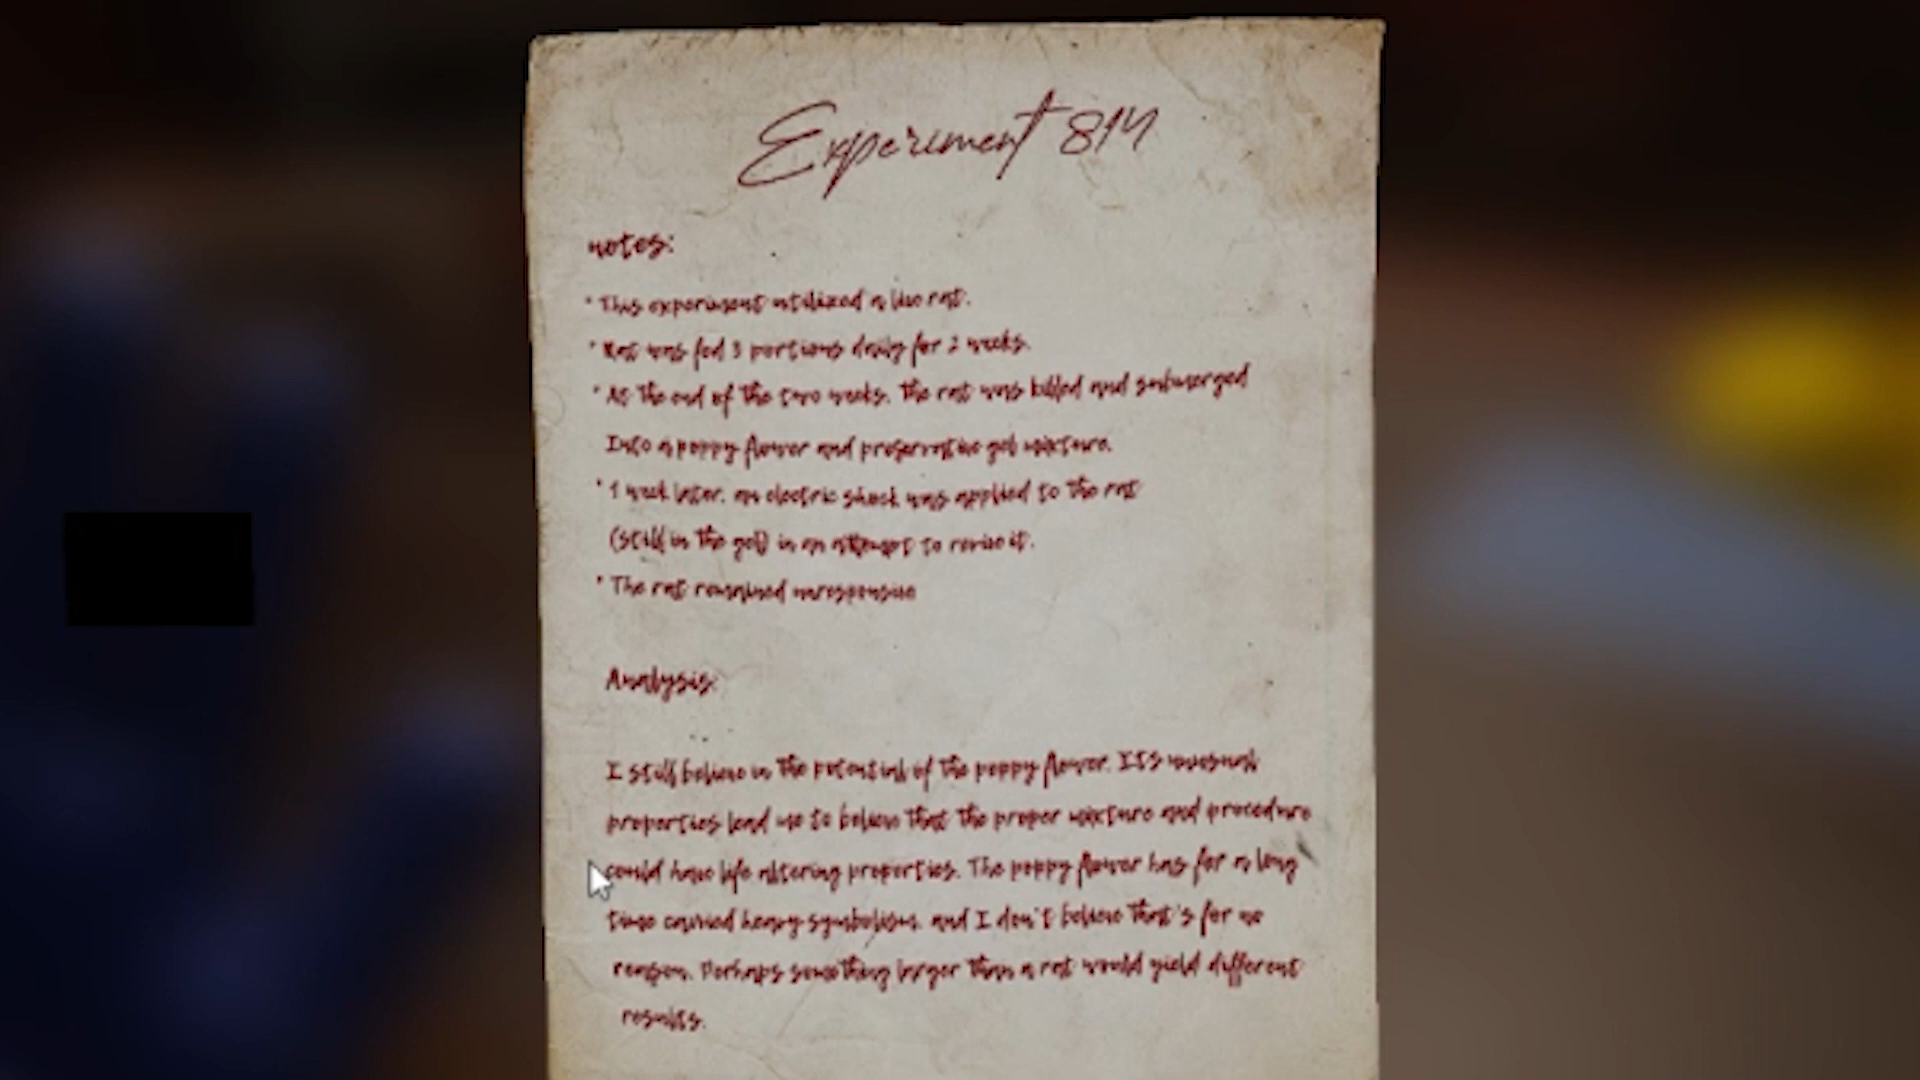 Experiment 814
notes:
* This experiment utilized a live rat.
* Rat was fed 3 portions daily for 2 weeks.
* At the end of the two weeks, the rat was killed and submerged
Into a poppy flower and preservative gel mixture.
* 1 week later, an electric shock was applied to the rat
(still in the gel) in an attempt to revive it.
* The rat remained unresponsive
Analysis:
I still believe in the potential of the poppy flower. Its unusual
properties lead me to believe that the proper mixture and procedure
could have life altering properties. The poppy flower has for a long
time carried heavy symbolism, and I don't believe that's for no
reason. Perhaps something larger than a rat would yield different
results.